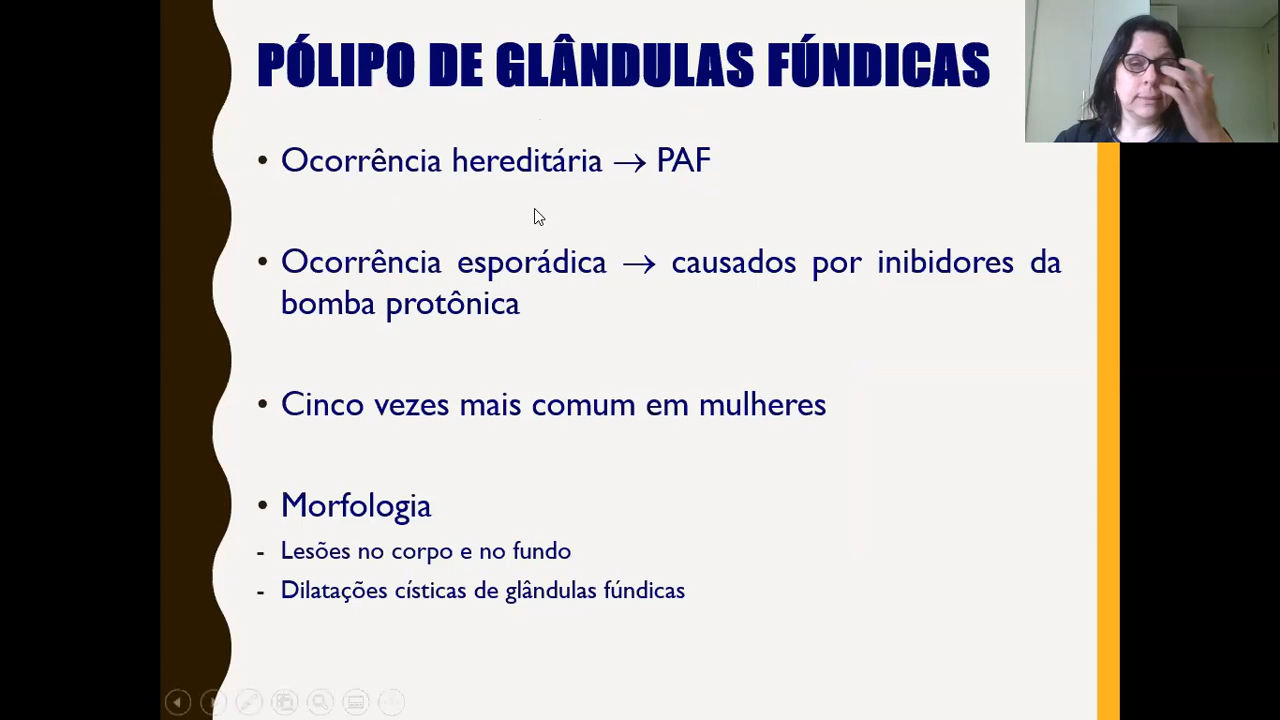 PÓLIPO DE GLÂNDULAS FÚNDICAS
• Ocorrência hereditária → PAF
• Ocorrência esporádica → causados por inibidores da
bomba protônica
• Cinco vezes mais comum em mulheres
• Morfologia
- Lesões no corpo e no fundo
- Dilatações císticas de glândulas fúndicas